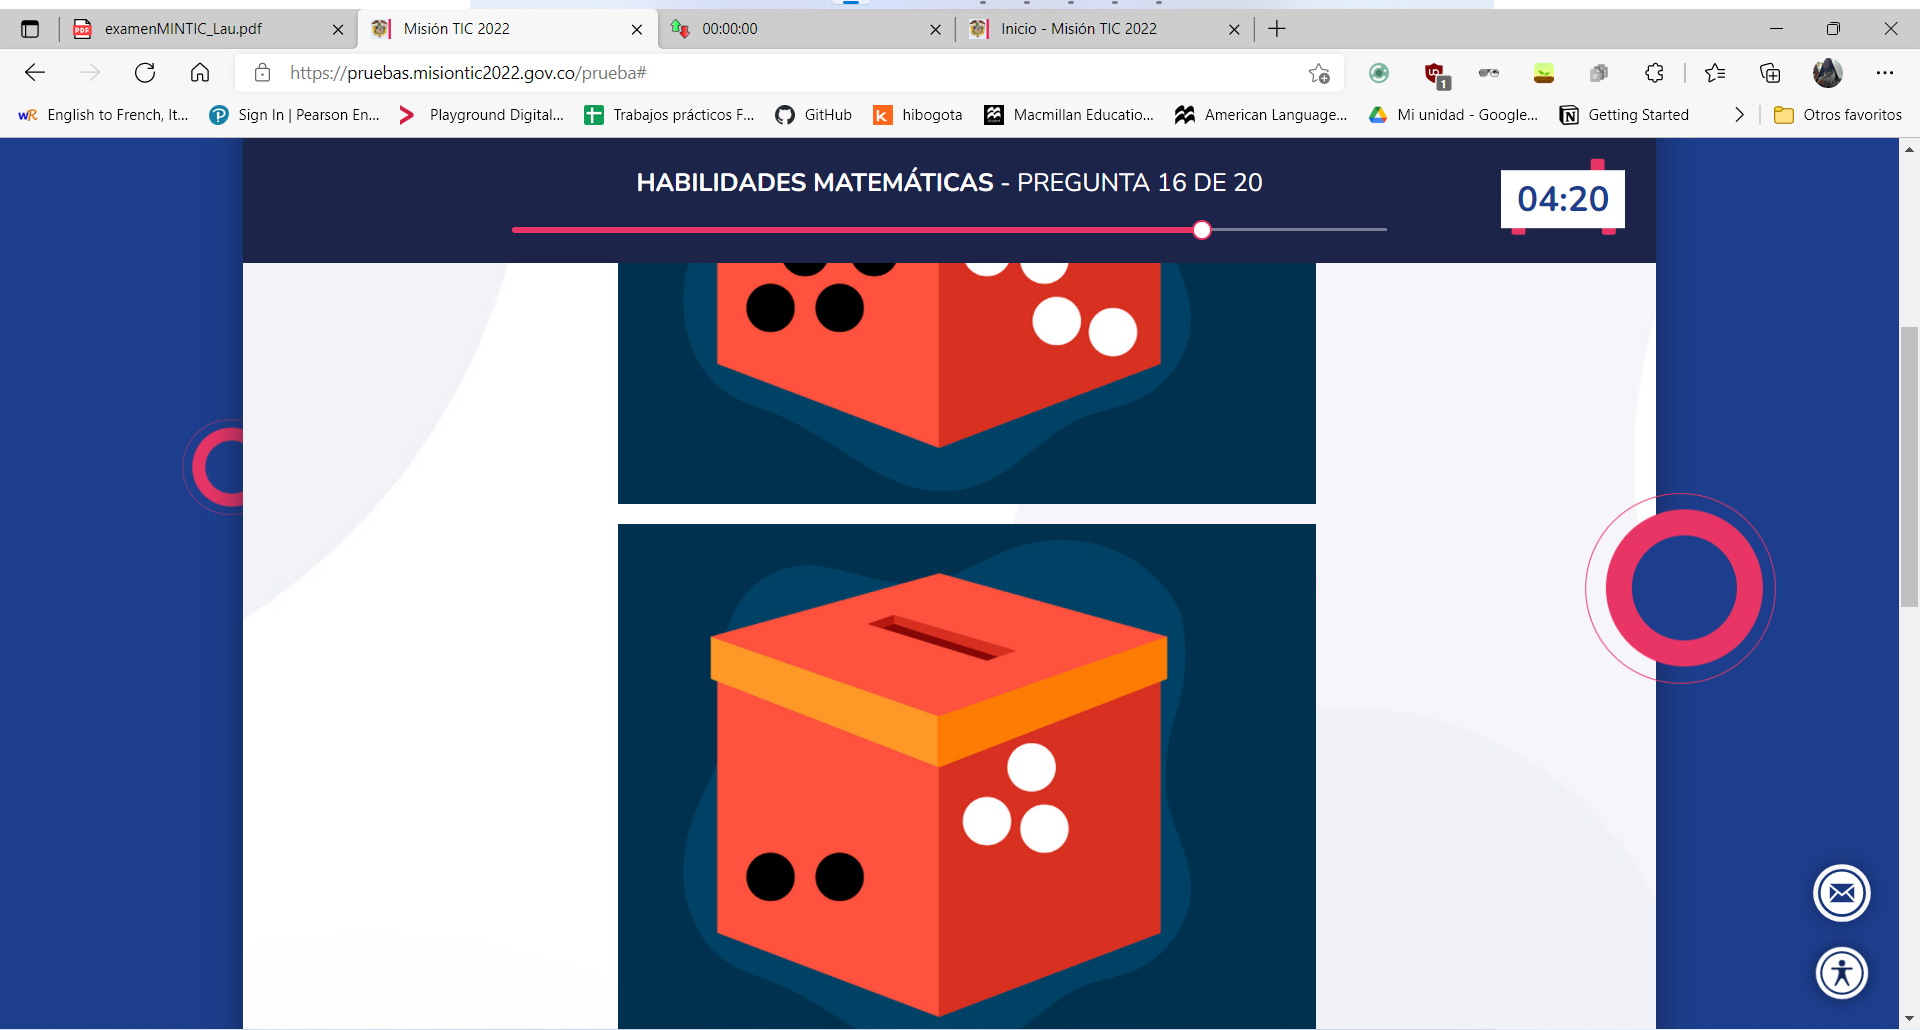 examenMINTIC_Lau.pdf
Misión TIC 2022
00:00:00
Inicio - Misión TIC 2022
https://pruebas.misiontic2022.gov.co/prueba#
1
English to French, It...
Sign In | Pearson En...
Playground Digital...
Trabajos prácticos F...
GitHub
hibogota
Macmillan Educatio...
American Language...
Mi unidad - Google...
Getting Started
Otros favoritos
HABILIDADES MATEMÁTICAS - PREGUNTA 16 DE 20
04:20